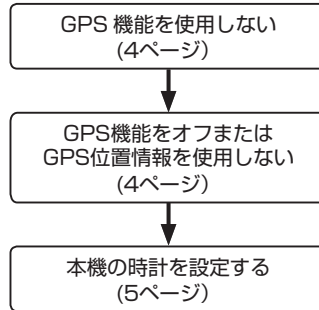 GPS 機能を使用しない
(4ページ)
GPS機能をオフまたは
GPS位置情報を使用しない
(4ページ)
本機の時計を設定する
(5ページ)